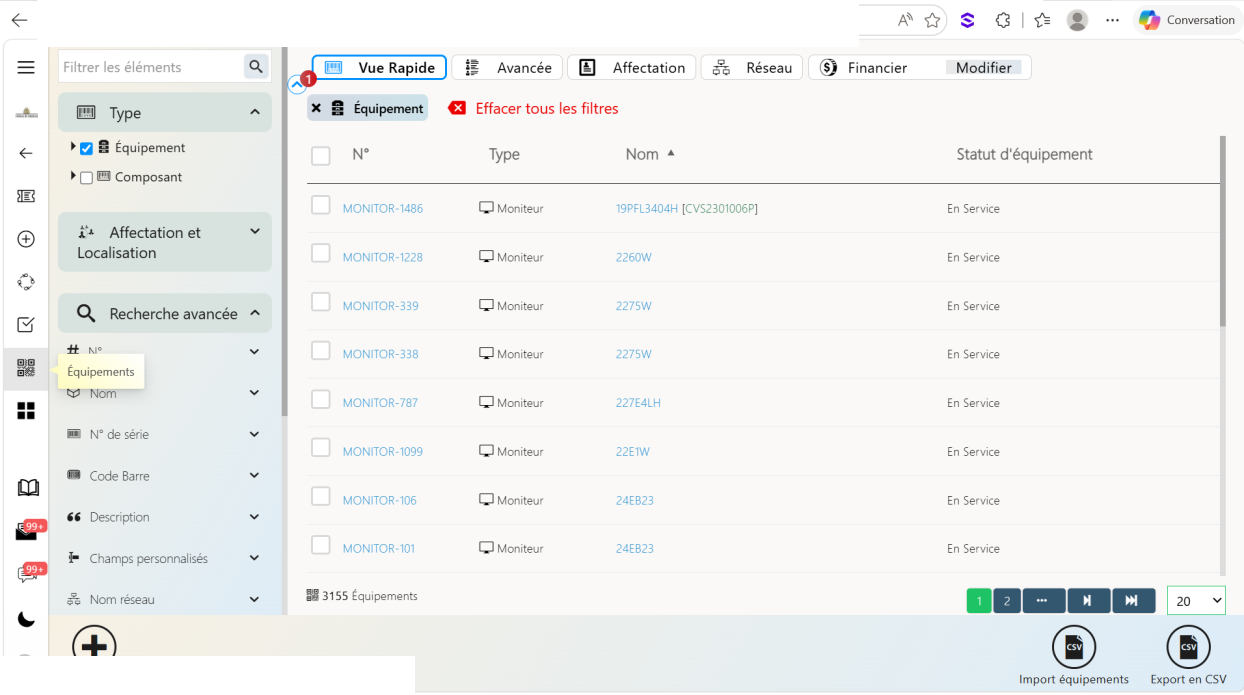 Conversation
Filtrer les éléments
Vue Rapide
Avancée
Affectation
Réseau
Financier
Modifier
1
Équipement
Effacer tous les filtres
Type
Équipement
Composant
Affectation et
Localisation
Recherche avancée
N°
Équipements
Nom
N° de série
Code Barre
Description
Champs personnalisés
Nom réseau
99+
99+
N° Type Nom Statut d'équipement
MONITOR-1486 Moniteur 19PFL3404H [CVS2301006P] En Service
MONITOR-1228 Moniteur 2260W En Service
MONITOR-339 Moniteur 2275W En Service
MONITOR-338 Moniteur 2275W En Service
MONITOR-787 Moniteur 227E4LH En Service
MONITOR-1099 Moniteur 22E1W En Service
MONITOR-106 Moniteur 24EB23 En Service
MONITOR-101 Moniteur 24EB23 En Service
3155 Équipements
1 2 ... 20
CSV CSV
Import équipements Export en CSV